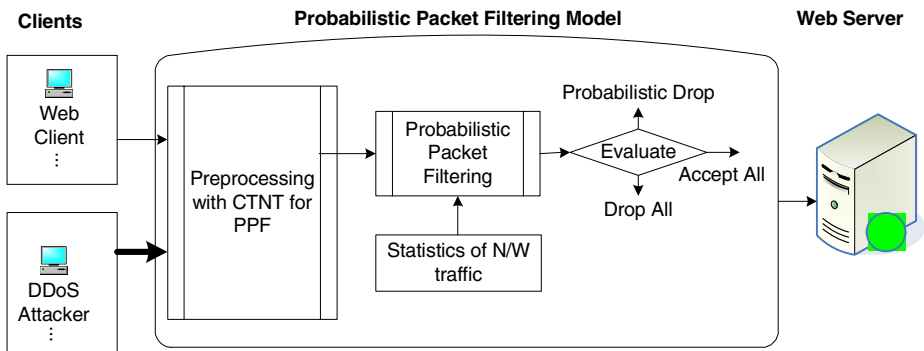 Clients
Probabilistic Packet Filtering Model
Web Server
Web
Client
⋮
DDoS
Attacker
⋮
Preprocessing
with CTNT for
PPF
Probabilistic
Packet
Filtering
Statistics of N/W
traffic
Probabilistic Drop
Evaluate
Accept All
Drop All